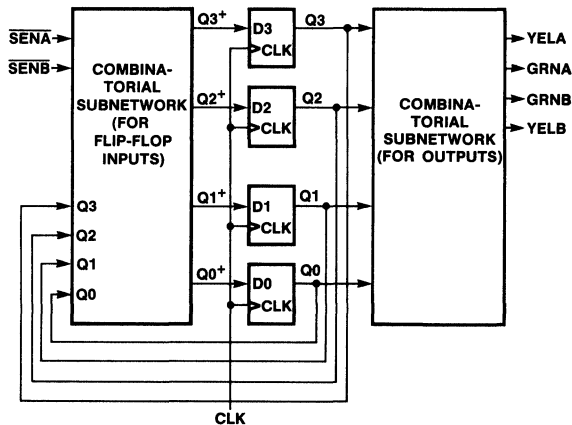 Q3+ D3 Q3
SENA
CLK
YELA
SENB
GRNA
COMBINA-
TORIAL
SUBNETWORK
(FOR
FLIP-FLOP
INPUTS)
Q2+ D2 Q2
CLK
COMBINA-
TORIAL
SUBNETWORK
(FOR OUTPUTS)
GRNB
YELB
Q3
Q2
Q1
Q0
Q1+ D1 Q1
CLK
Q0+ D0 Q0
CLK
CLK